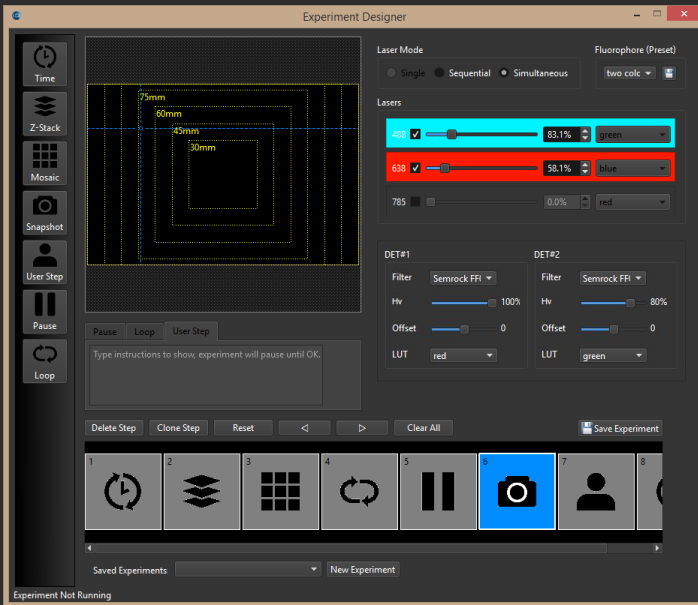 Experiment Designer
Time
Z-Stack
Mosaic
Snapshot
User Step
Pause
Loop
75mm
60mm
45mm
30mm
Laser Mode
Single
Sequential
Simultaneous
Fluorophore (Preset)
two colc
Lasers
488
83.1%
green
638
58.1%
blue
785
0.0%
red
DET#1
Filter
Semrock FF(
Hv
100%
Offset
0
LUT
red
DET#2
Filter
Semrock FF(
Hv
80%
Offset
0
LUT
green
Pause
Loop
User Step
Type instructions to show, experiment will pause until OK.
Delete Step
Clone Step
Reset
Clear All
Save Experiment
1
2
3
4
5
6
7
8
Saved Experiments
New Experiment
Experiment Not Running